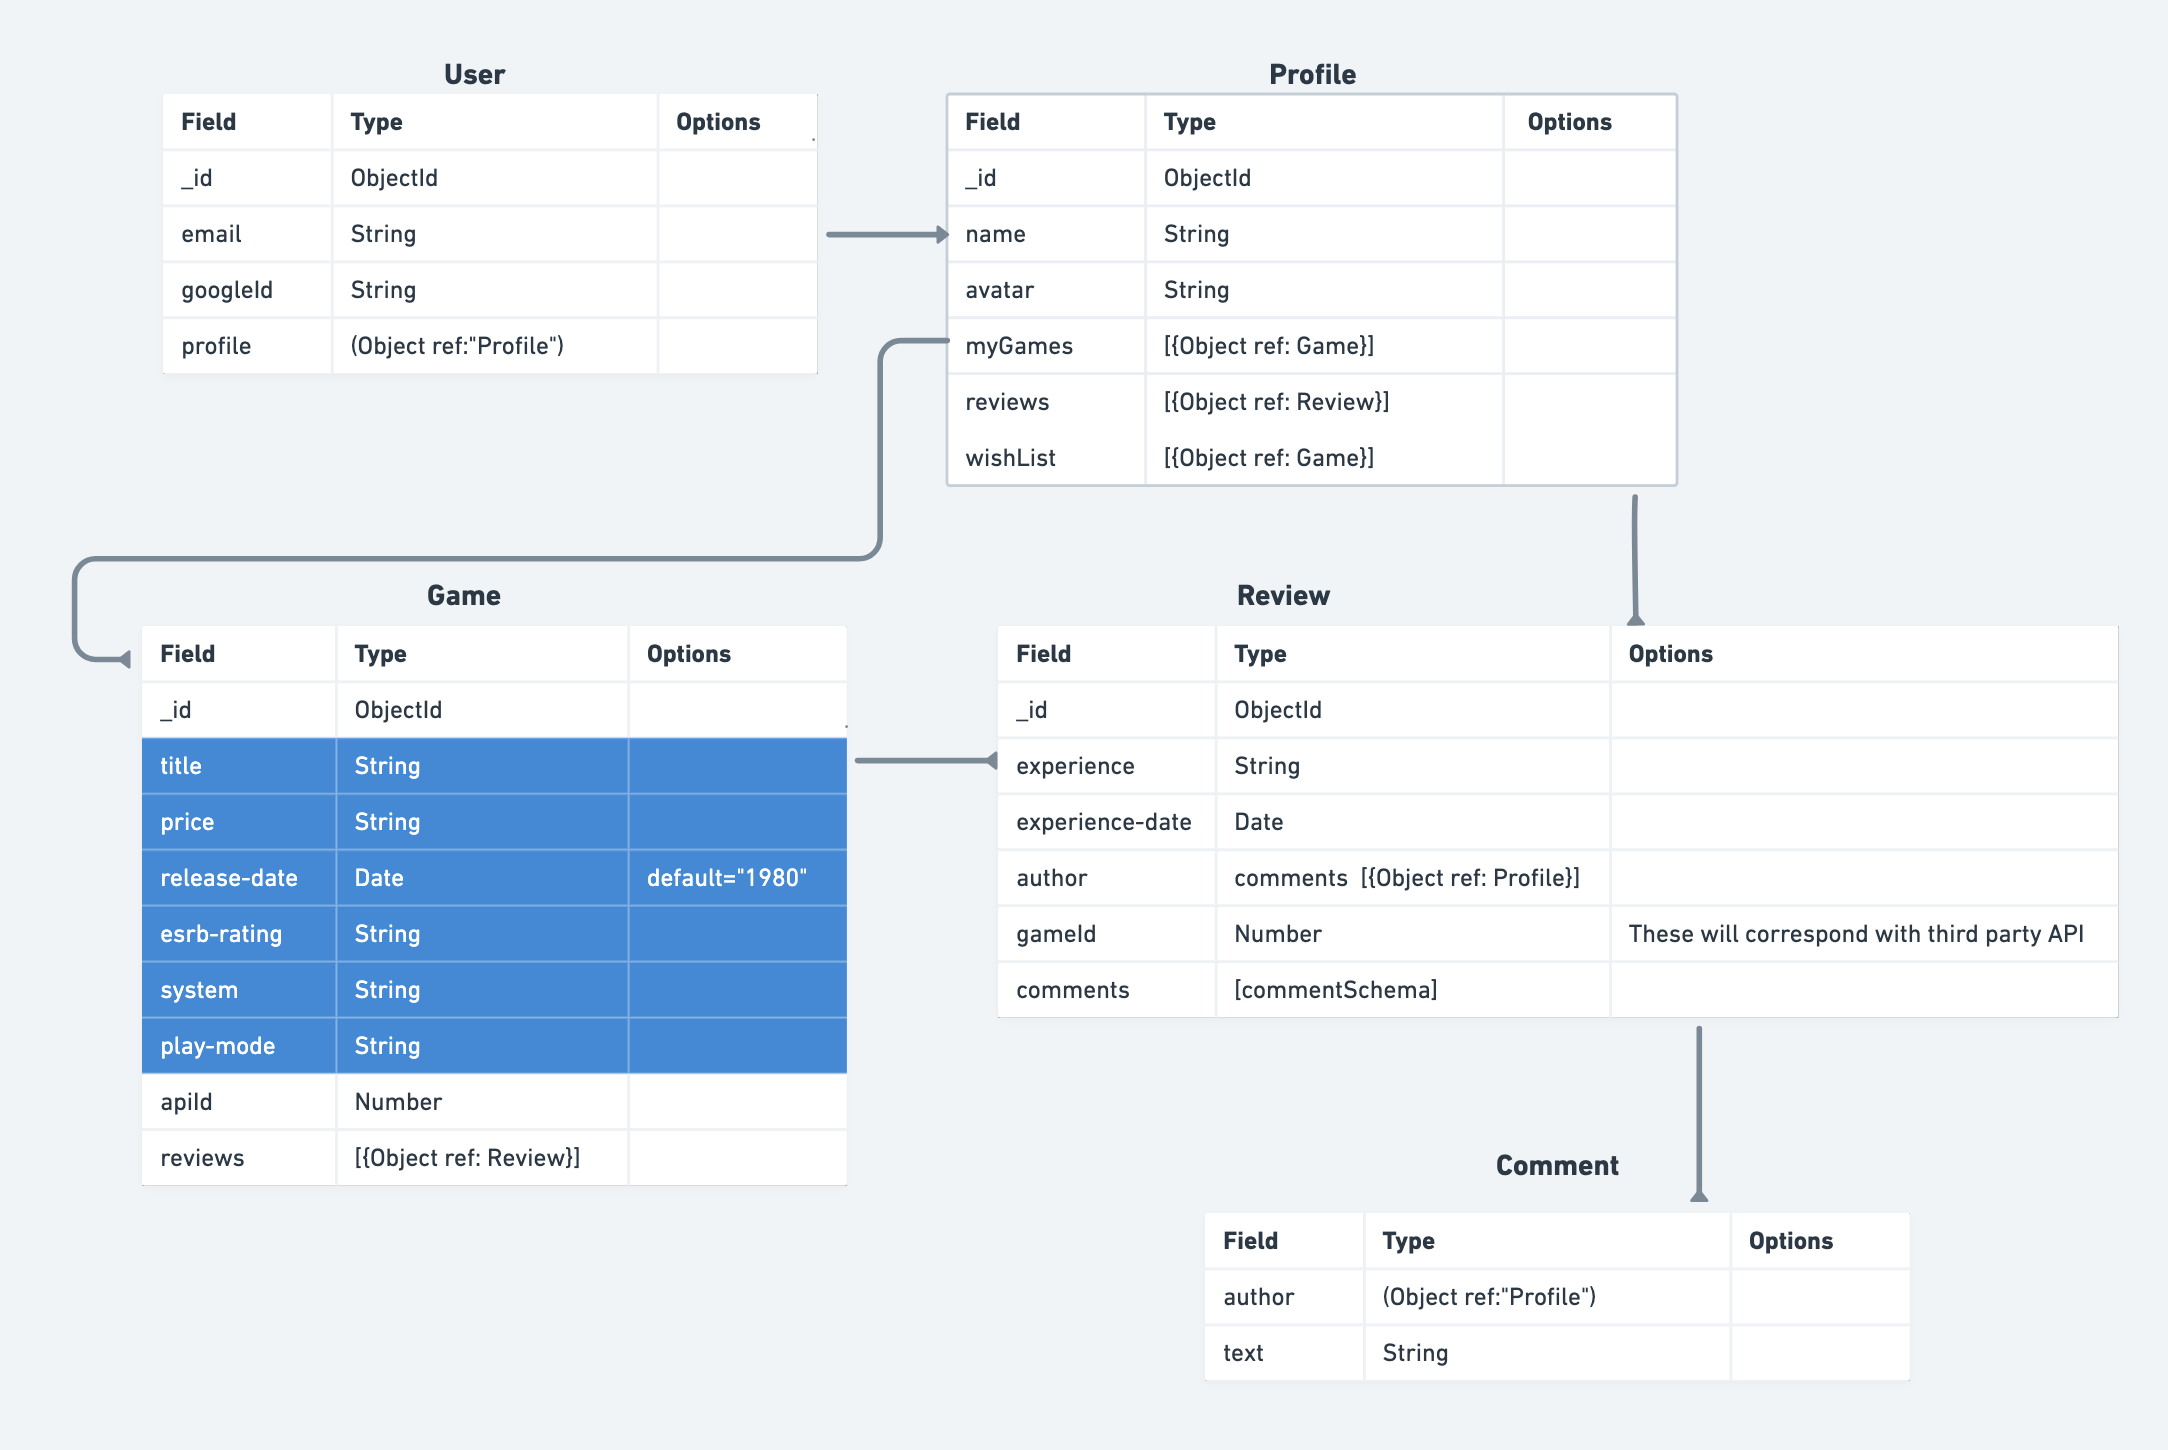 User
Field Type Options
_id ObjectId
email String
googleId String
profile (Object ref:"Profile")
Profile
Field Type Options
_id ObjectId
name String
avatar String
myGames [{Object ref: Game}]
reviews [{Object ref: Review}]
wishList [{Object ref: Game}]
Game
Field Type Options
_id ObjectId
title String
price String
release-date Date default="1980"
esrb-rating String
system String
play-mode String
apiId Number
reviews [{Object ref: Review}]
Review
Field Type Options
_id ObjectId
experience String
experience-date Date
author comments [{Object ref: Profile}]
gameId Number These will correspond with third party API
comments [commentSchema]
Comment
Field Type Options
author (Object ref:"Profile")
text String